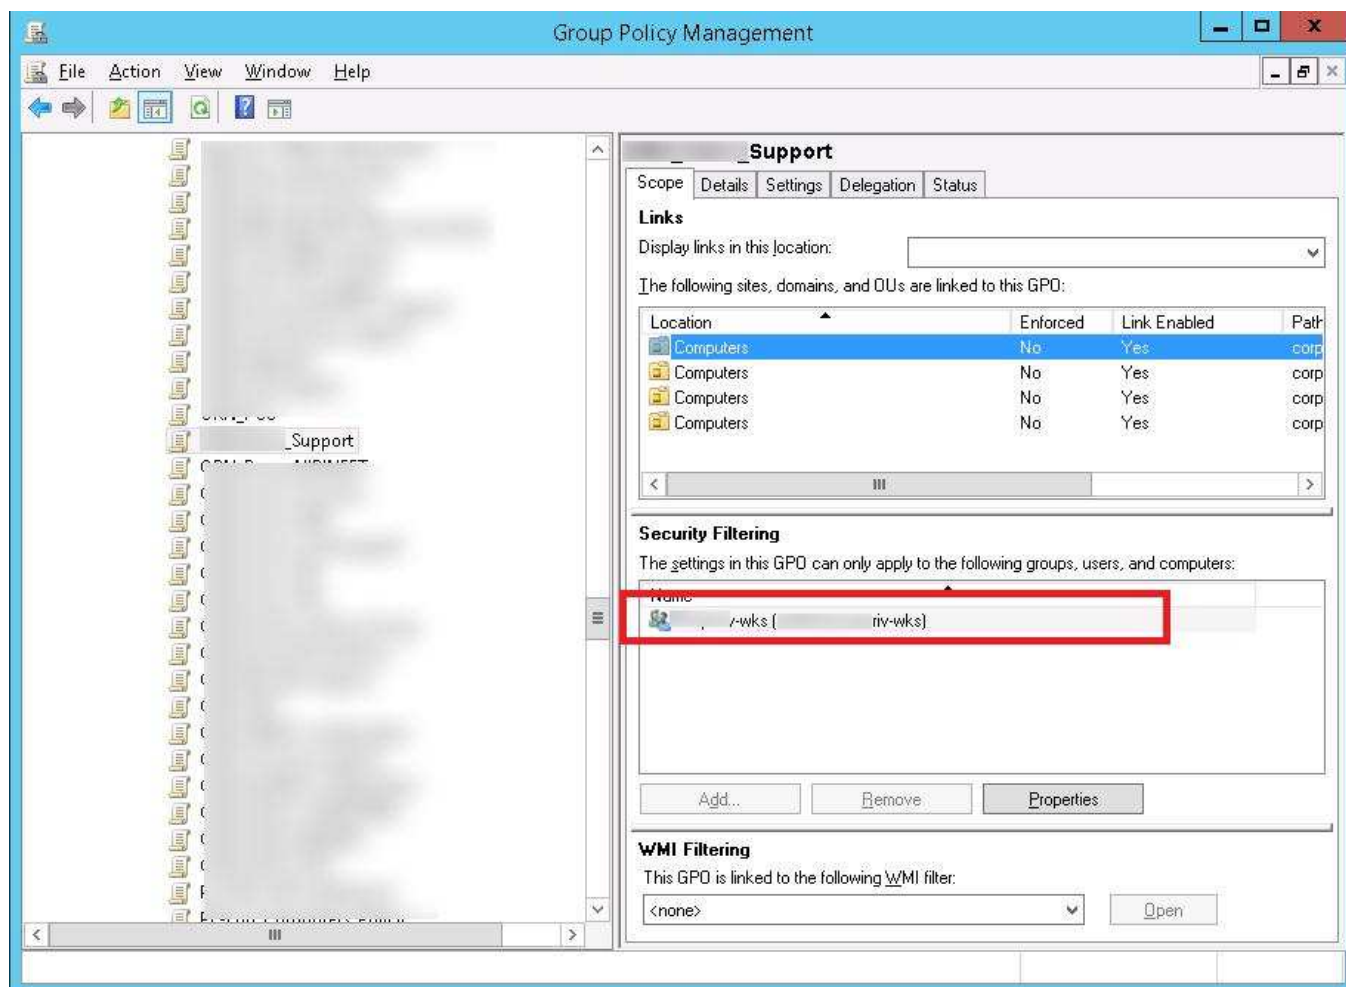 Group Policy Management
File Action View Window Help
_Support
_Support
Scope Details Settings Delegation Status
Links
Display links in this location:
The following sites, domains, and OUs are linked to this GPO:
Location Enforced Link Enabled Path
Computers No Yes corp
Computers No Yes corp
Computers No Yes corp
Computers No Yes corp
Security Filtering
The settings in this GPO can only apply to the following groups, users, and computers:
Name
-wks ( riv-wks)
Add... Remove Properties
WMI Filtering
This GPO is linked to the following WMI filter:
<none> Open